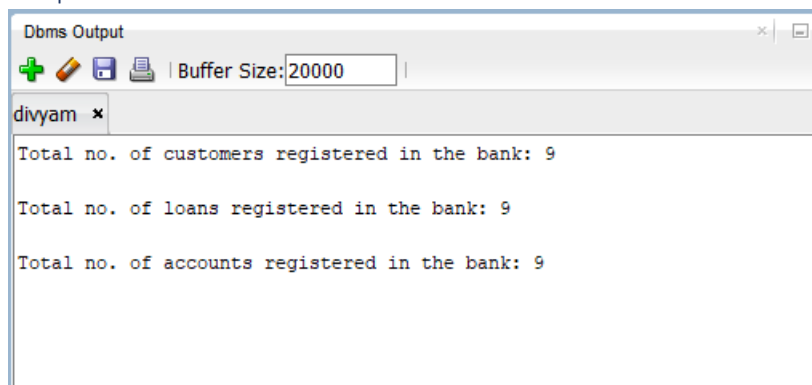 Dbms Output
Buffer Size: 20000
divyam
Total no. of customers registered in the bank: 9
Total no. of loans registered in the bank: 9
Total no. of accounts registered in the bank: 9